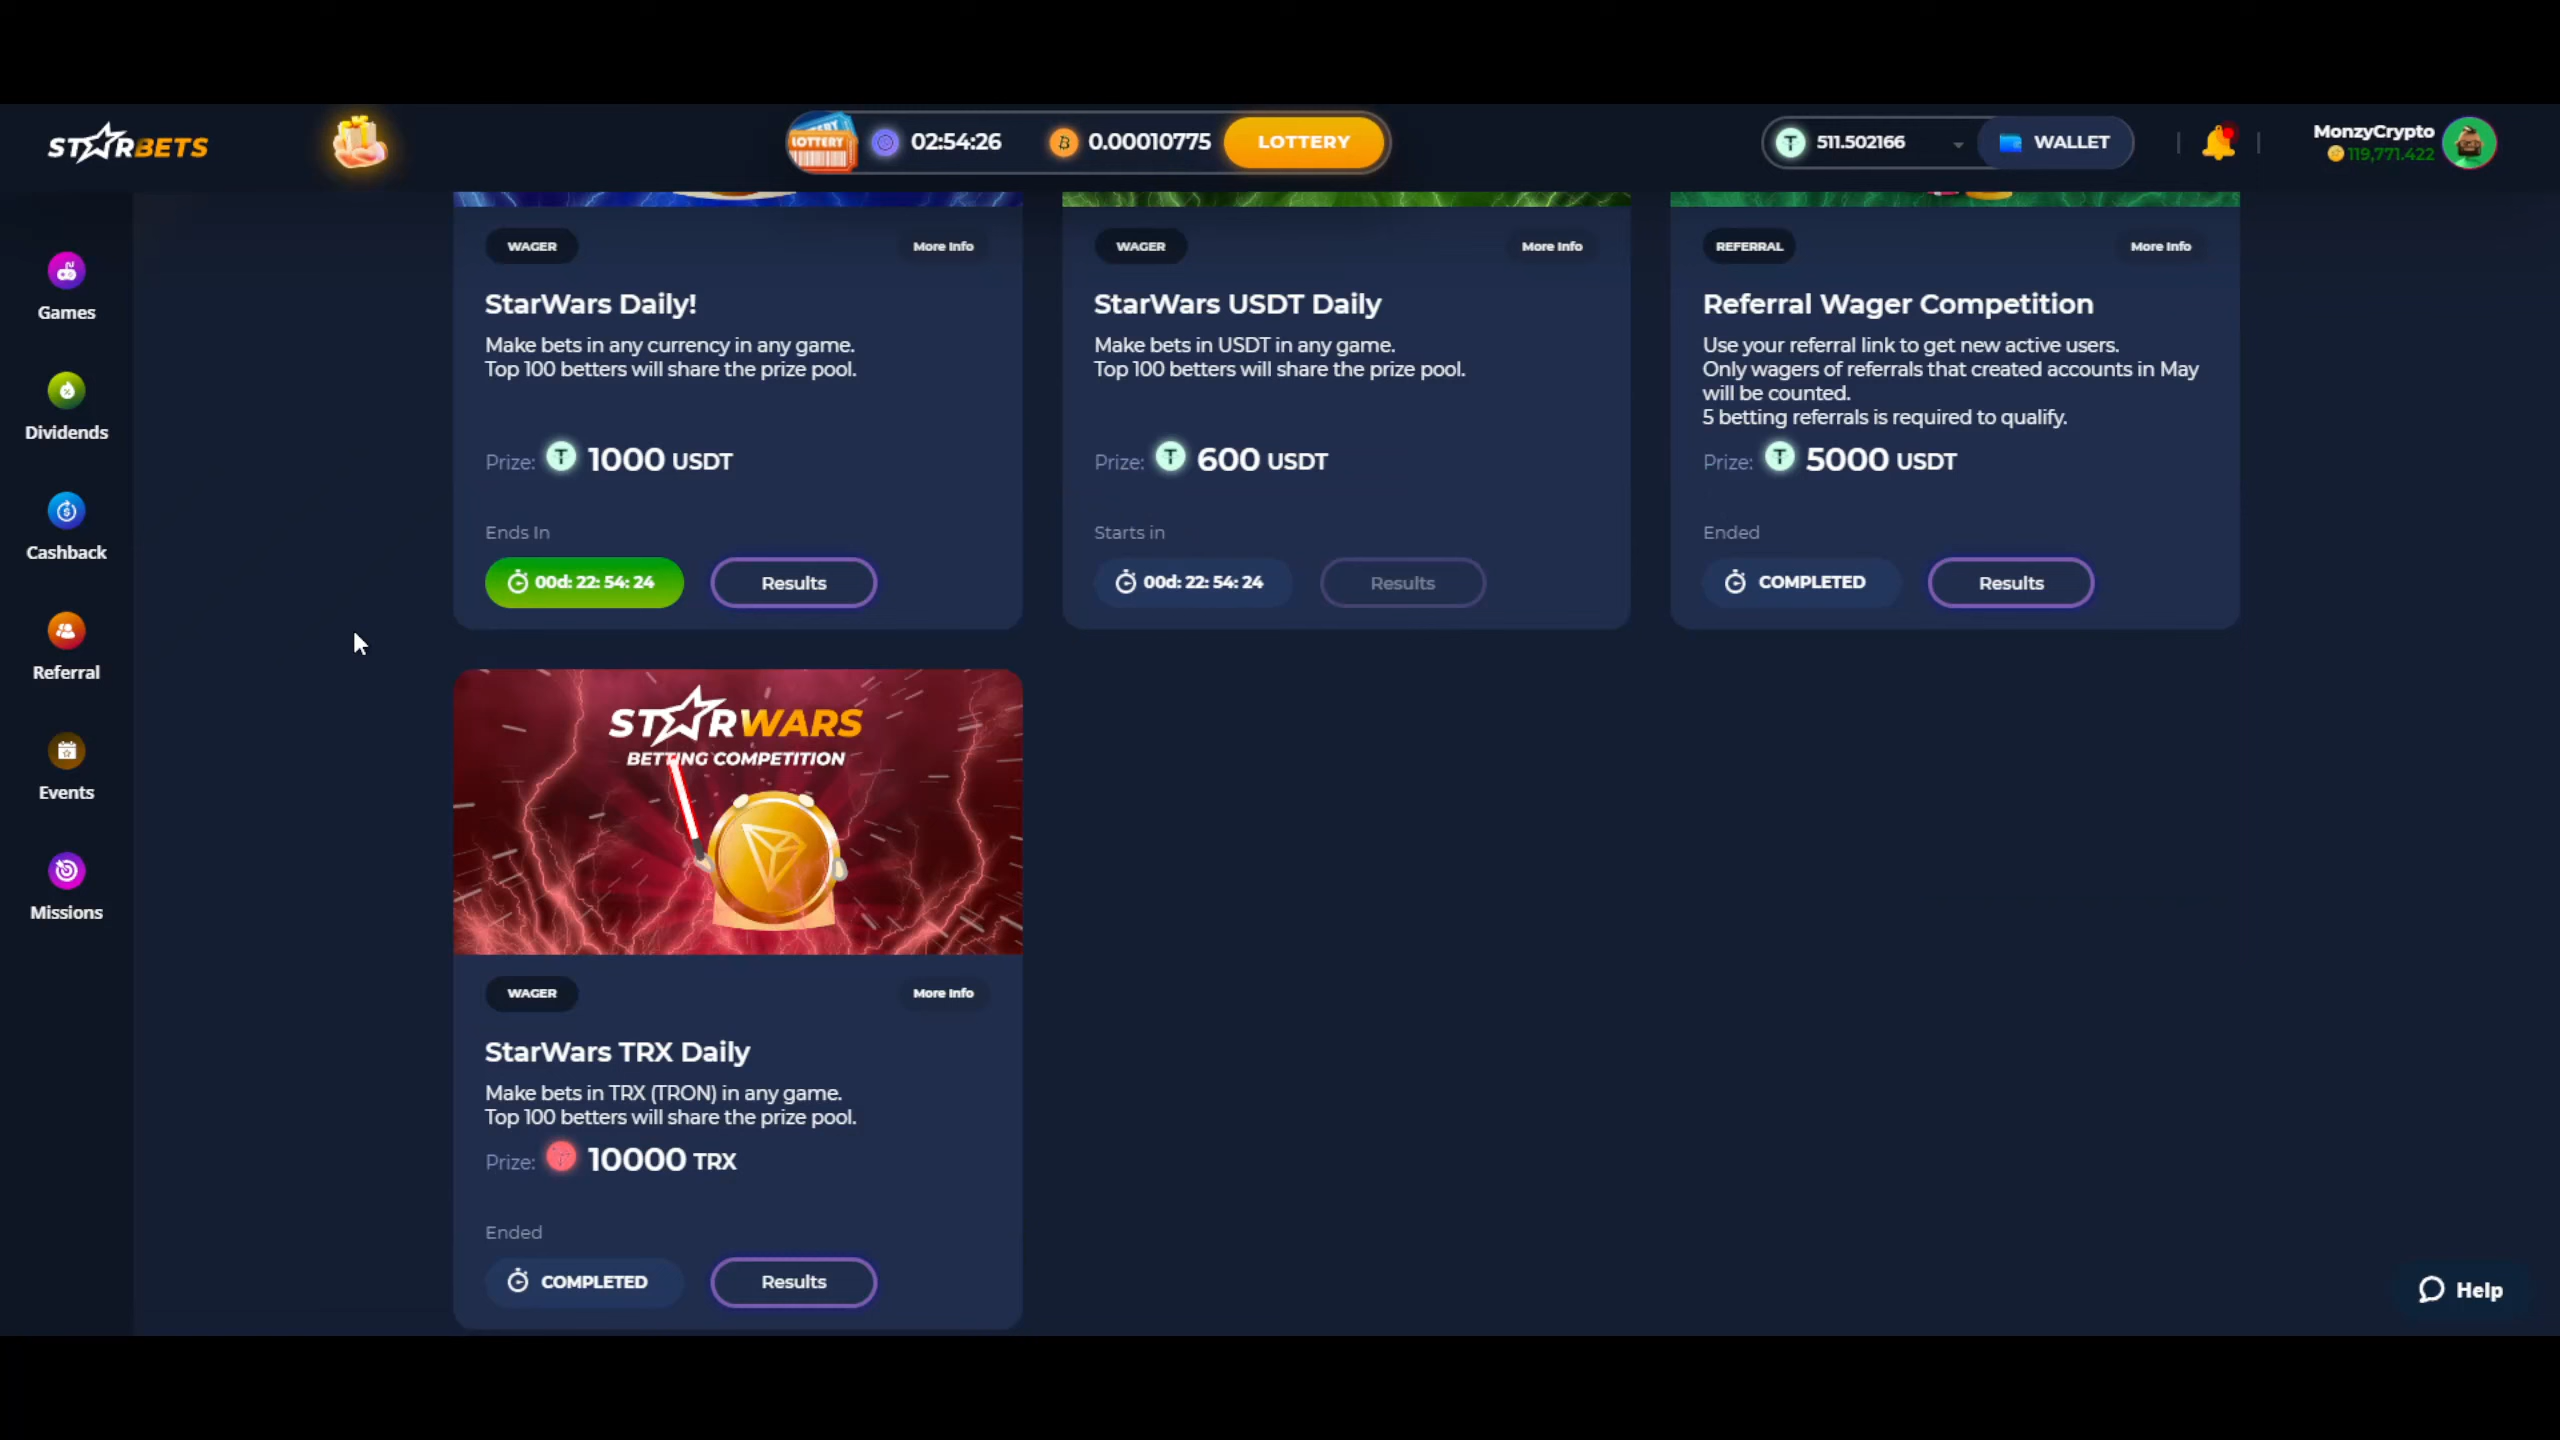 STARBETS
LOTTERY
02:54:26
0.00010775
LOTTERY
511.502166
WALLET
MonzyCrypto
119,771.422
Games
Dividends
Cashback
Referral
Events
Missions
WAGER
More Info
StarWars Daily!
Make bets in any currency in any game.
Top 100 betters will share the prize pool.
Prize: 1000 USDT
Ends In
00d: 22: 54: 24
Results
WAGER
More Info
StarWars USDT Daily
Make bets in USDT in any game.
Top 100 betters will share the prize pool.
Prize: 600 USDT
Starts in
00d: 22: 54: 24
Results
REFERRAL
More Info
Referral Wager Competition
Use your referral link to get new active users.
Only wagers of referrals that created accounts in May
will be counted.
5 betting referrals is required to qualify.
Prize: 5000 USDT
Ended
COMPLETED
Results
STARWARS
BETTING COMPETITION
WAGER
More Info
StarWars TRX Daily
Make bets in TRX (TRON) in any game.
Top 100 betters will share the prize pool.
Prize: 10000 TRX
Ended
COMPLETED
Results
Help